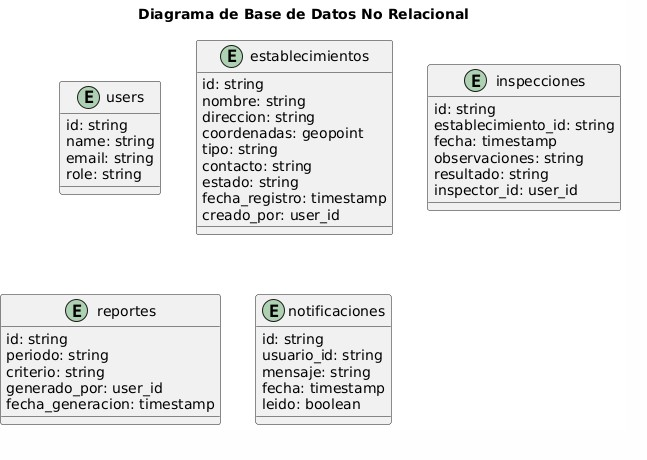 Diagrama de Base de Datos No Relacional
E users
id: string
name: string
email: string
role: string
E establecimientos
id: string
nombre: string
direccion: string
coordenadas: geopoint
tipo: string
contacto: string
estado: string
fecha_registro: timestamp
creado_por: user_id
E inspecciones
id: string
establecimiento_id: string
fecha: timestamp
observaciones: string
resultado: string
inspector_id: user_id
E reportes
id: string
periodo: string
criterio: string
generado_por: user_id
fecha_generacion: timestamp
E notificaciones
id: string
usuario_id: string
mensaje: string
fecha: timestamp
leido: boolean